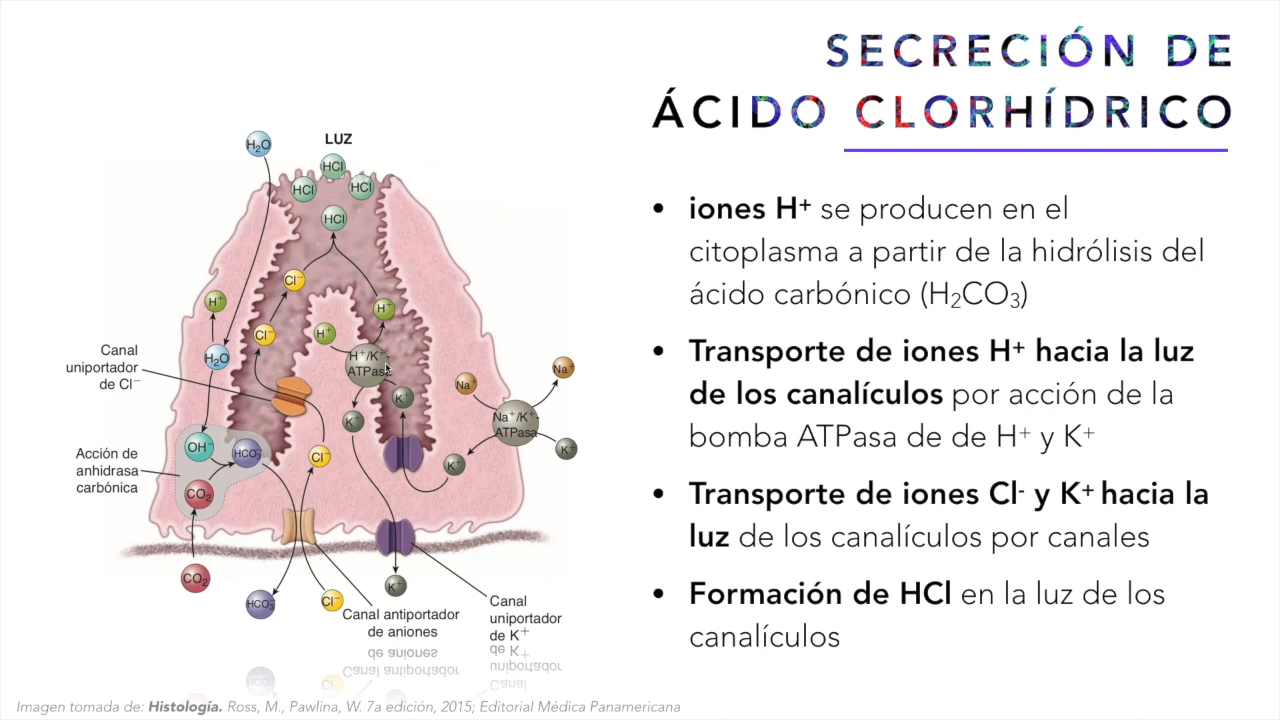 SECRECIÓN DE
ÁCIDO CLORHÍDRICO
LUZ
H₂O
HCl
HCl
HCl
HCl
Cl⁻
H⁺
H⁺
Cl⁻
H⁺
H₂O
H⁺/K⁺-
ATPasa
Canal
uniportador
de Cl⁻
Na⁺
Na⁺
K⁺
K⁺
Na⁺/K⁺-
ATPasa
K⁺
OH⁻
HCO₃⁻
Cl⁻
K⁺
Acción de
anhidrasa
carbónica
CO₂
CO₂
HCO₃⁻
Cl⁻
K⁺
Canal antiportador
de aniones
Canal
uniportador
de K⁺
• iones H⁺ se producen en el
citoplasma a partir de la hidrólisis del
ácido carbónico (H₂CO₃)
• Transporte de iones H⁺ hacia la luz
de los canalículos por acción de la
bomba ATPasa de de H⁺ y K⁺
• Transporte de iones Cl⁻ y K⁺ hacia la
luz de los canalículos por canales
• Formación de HCl en la luz de los
canalículos
Imagen tomada de: Histología. Ross, M., Pawlina, W. 7a edición, 2015; Editorial Médica Panamericana